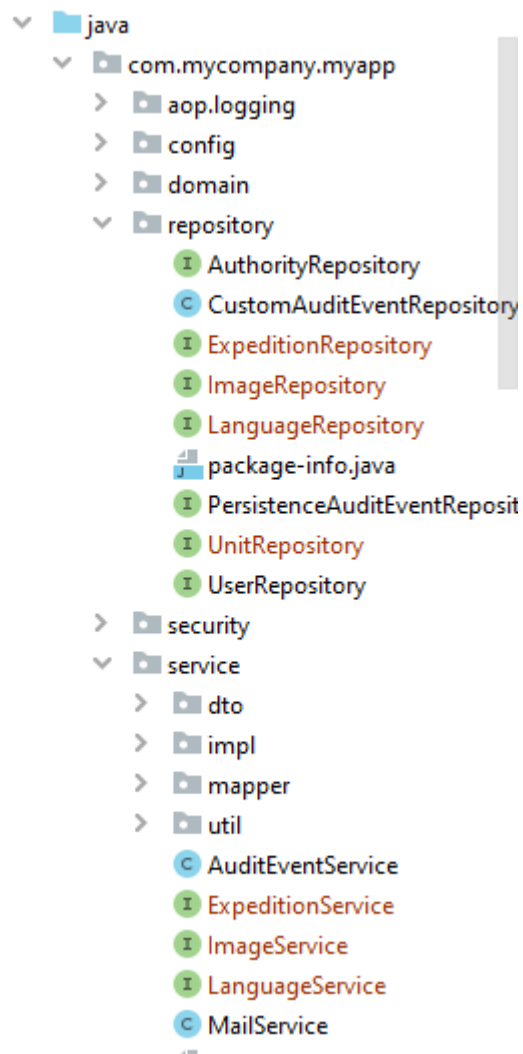 java
com.mycompany.myapp
aop.logging
config
domain
repository
I AuthorityRepository
C CustomAuditEventRepository
I ExpeditionRepository
I ImageRepository
I LanguageRepository
J package-info.java
I PersistenceAuditEventReposit
I UnitRepository
I UserRepository
security
service
dto
impl
mapper
util
C AuditEventService
I ExpeditionService
I ImageService
I LanguageService
C MailService